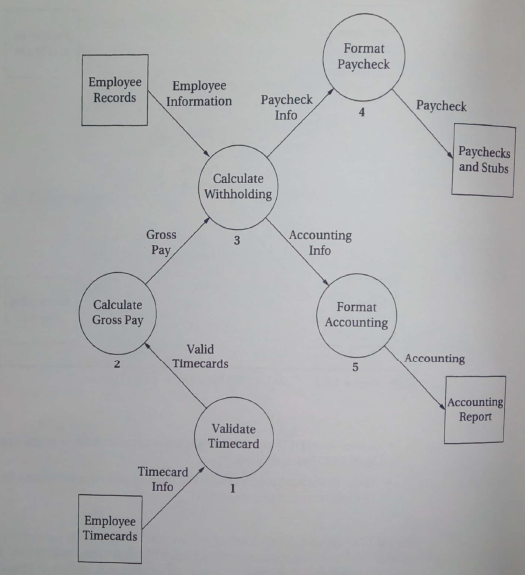 Format
Paycheck
4
Employee
Records
Employee
Information
Paycheck
Info
Paycheck
Paychecks
and Stubs
Calculate
Withholding
3
Gross
Pay
Accounting
Info
Calculate
Gross Pay
2
Format
Accounting
5
Valid
Timecards
Accounting
Accounting
Report
Validate
Timecard
1
Timecard
Info
Employee
Timecards